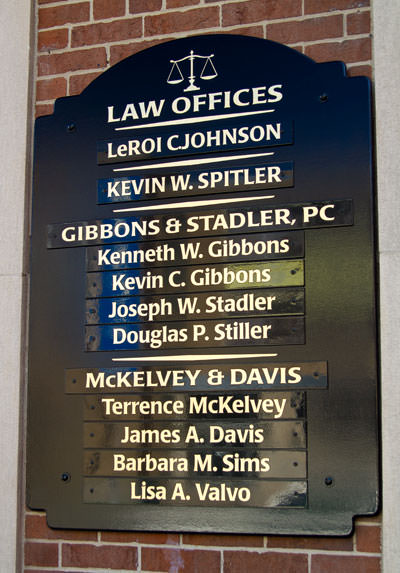 LAW OFFICES
LeROI CJOHNSON
KEVIN W. SPITLER
GIBBONS & STADLER, PC
Kenneth W. Gibbons
Kevin C. Gibbons
Joseph W. Stadler
Douglas P. Stiller
McKELVEY & DAVIS
Terrence McKelvey
James A. Davis
Barbara M. Sims
Lisa A. Valvo